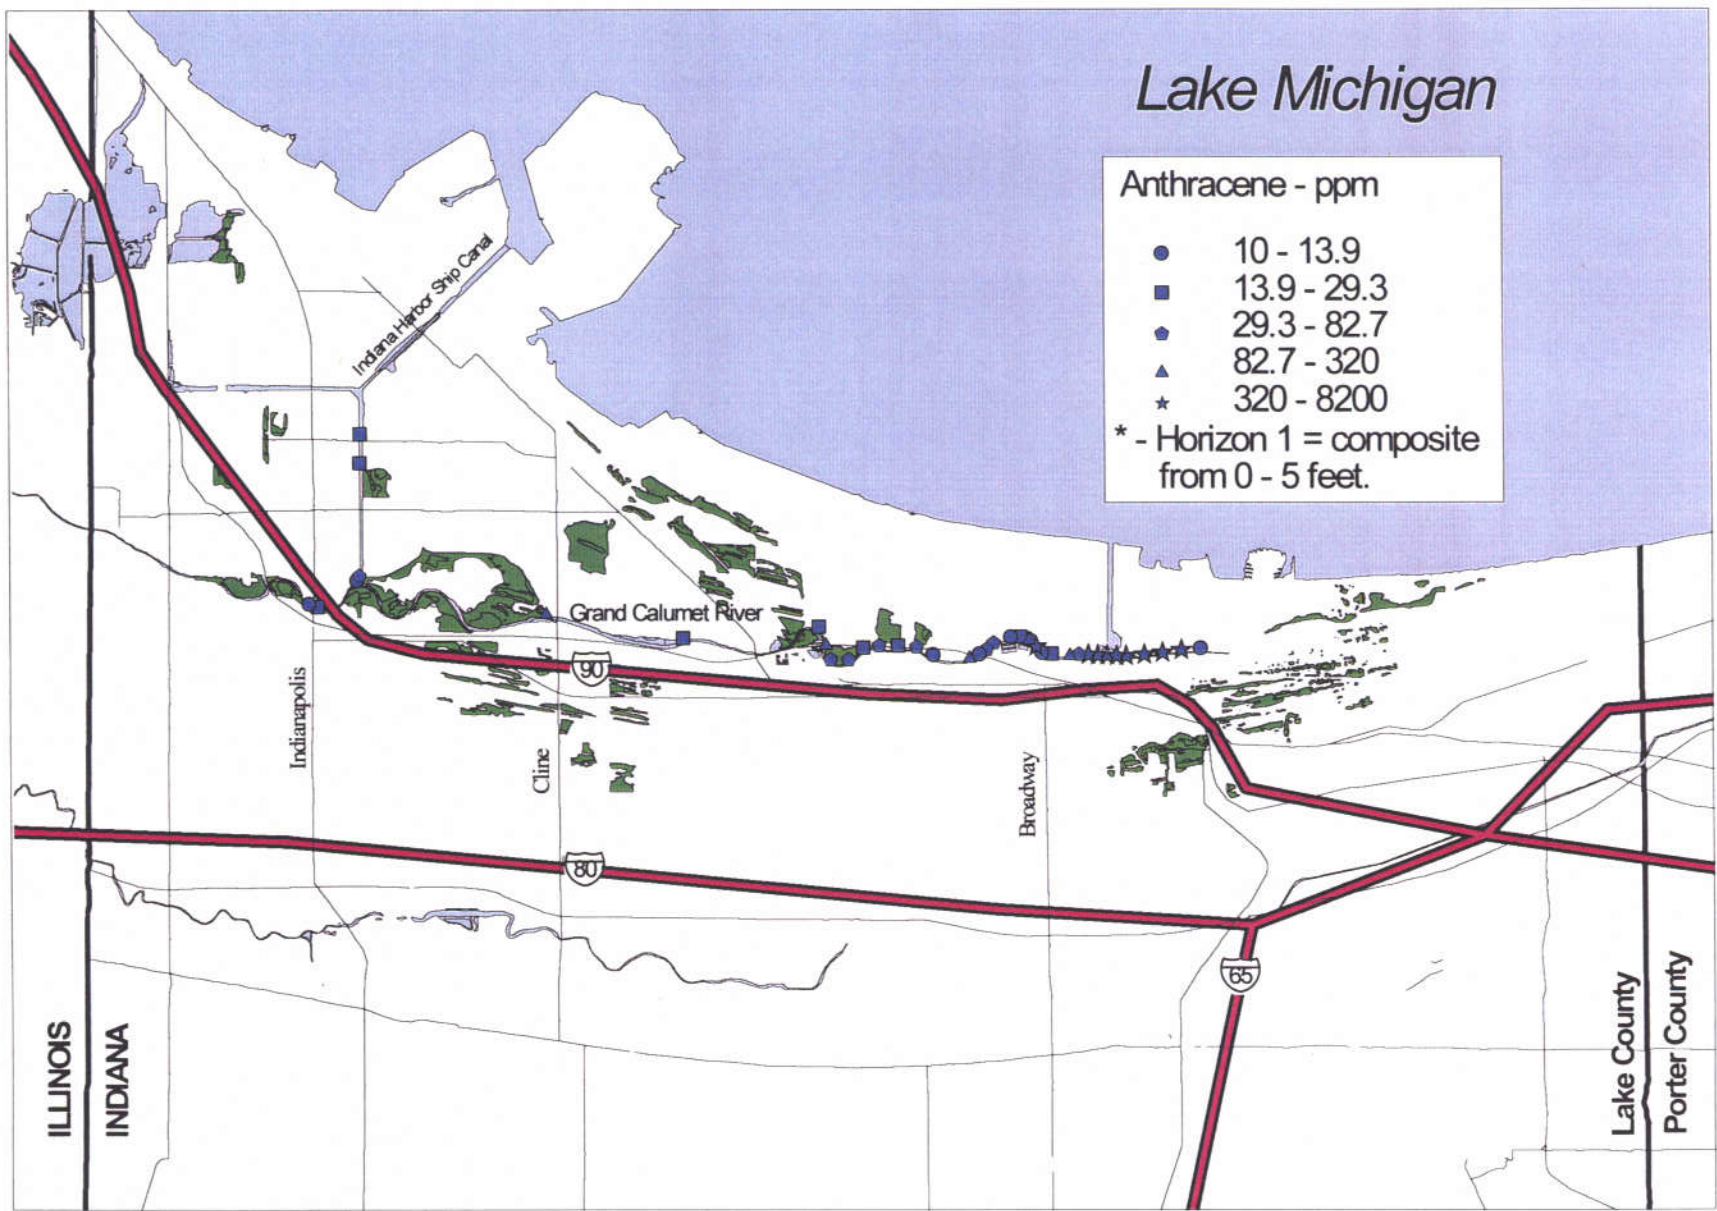 Lake Michigan
Anthracene - ppm
10 - 13.9
13.9 - 29.3
29.3 - 82.7
82.7 - 320
320 - 8200
* - Horizon 1 = composite
from 0 - 5 feet.
Indiana Harbor Ship Canal
Grand Calumet River
90
Indianapolis
Cline
Broadway
80
65
ILLINOIS
INDIANA
Lake County
Porter County